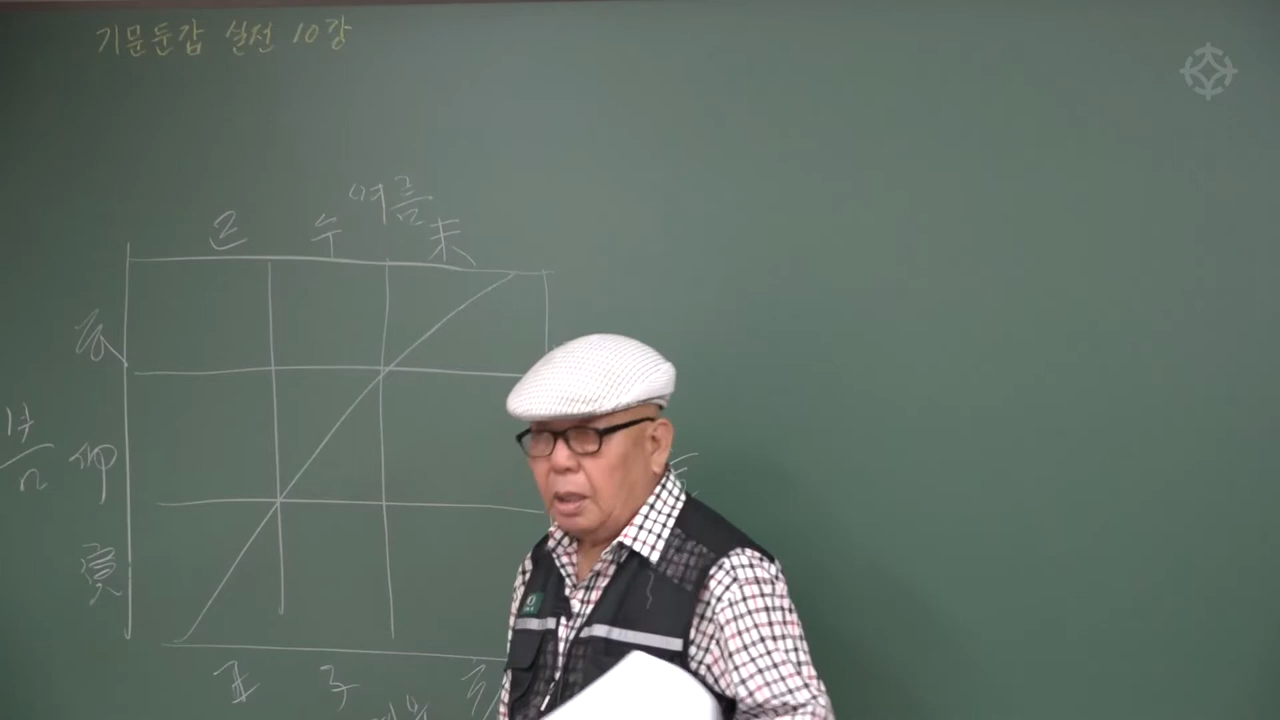 기문둔갑 실전 10강
여름
巳 午 未
辰
봄
卯
寅
丑 子 亥